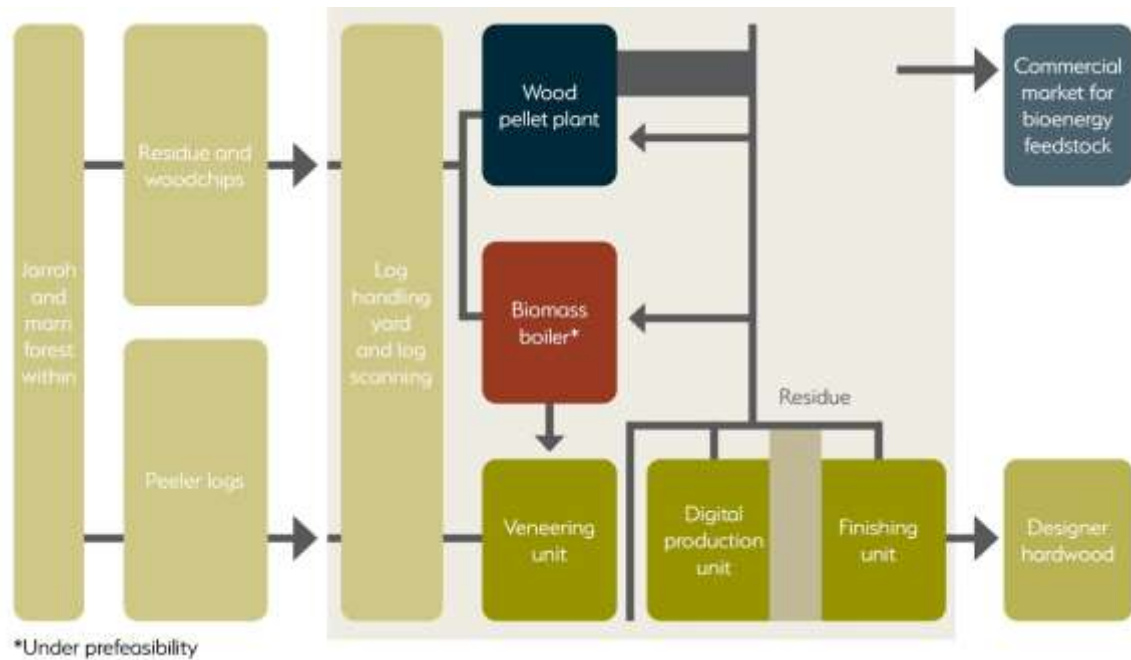 Jarrah
and
marri
forest
within
Residue and
woodchips
Peeler logs
Log
handling
yard
and log
scanning
Wood
pellet plant
Biomass
boiler*
Veneering
unit
Residue
Digital
production
unit
Finishing
unit
Commercial
market for
bioenergy
feedstock
Designer
hardwood
*Under prefeasibility